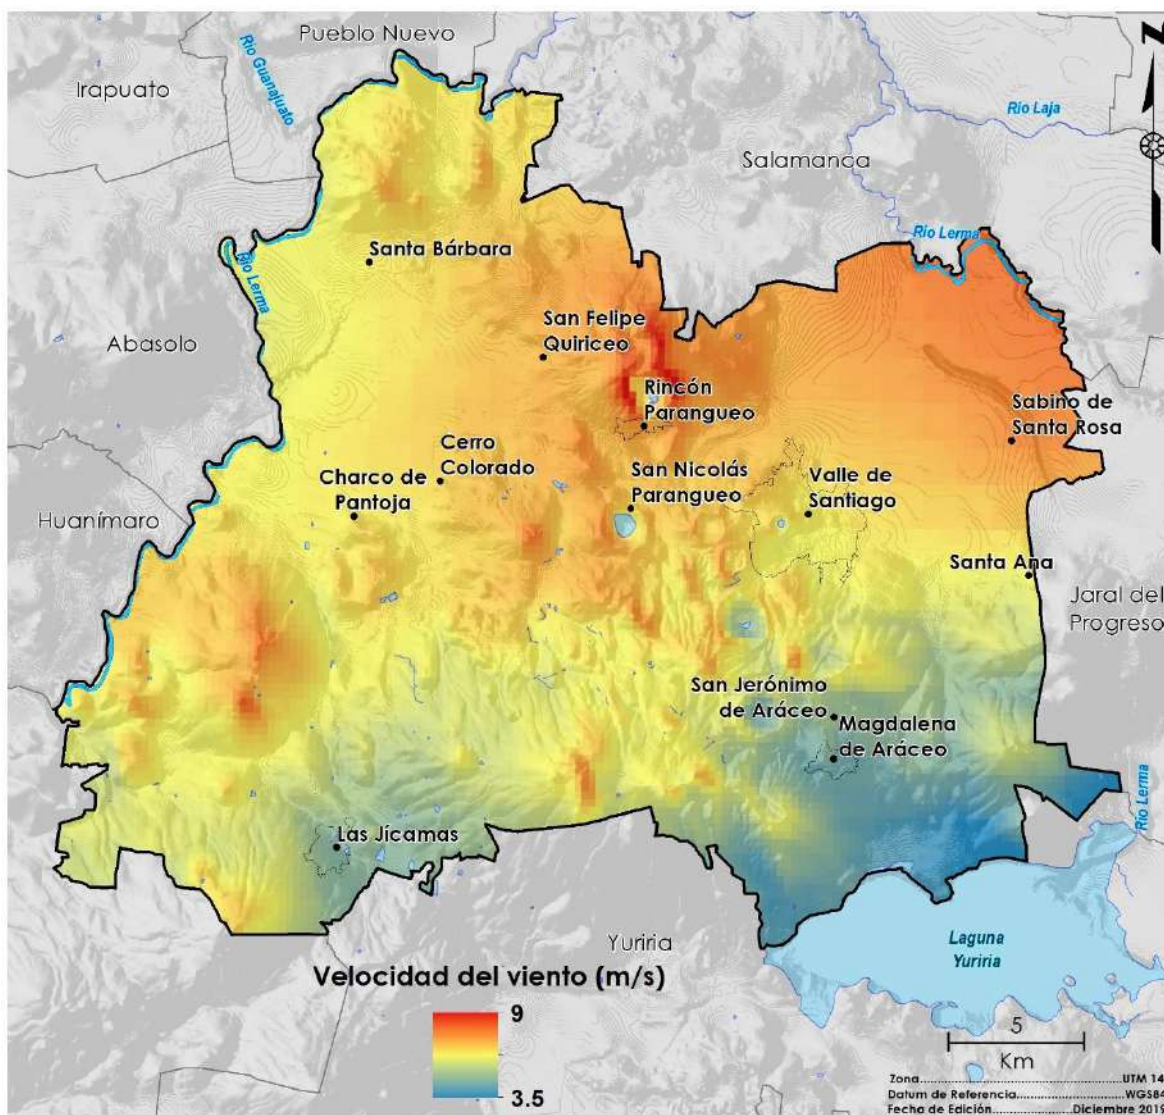 Pueblo Nuevo
Irapuato
Río Guanajuato
Río Laja
Salamanca
Río Lerma
Santa Bárbara
Río Lerma
San Felipe
Quiriceo
Abasolo
Rincón
Parangueo
Sabino de
Santa Rosa
Cerro
Colorado
Charco de
Pantoja
San Nicolás
Parangueo
Valle de
Santiago
Huanímaro
Santa Ana
Jaral del
Progreso
San Jerónimo
de Aráceo
Magdalena
de Aráceo
Río Lerma
Las Jícamas
Yuriria
Laguna
Yuriria
Velocidad del viento (m/s)
9
3.5
5
Km
Zona....................UTM 14
Datum de Referencia....................WGS84
Fecha de Edición....................Diciembre 201